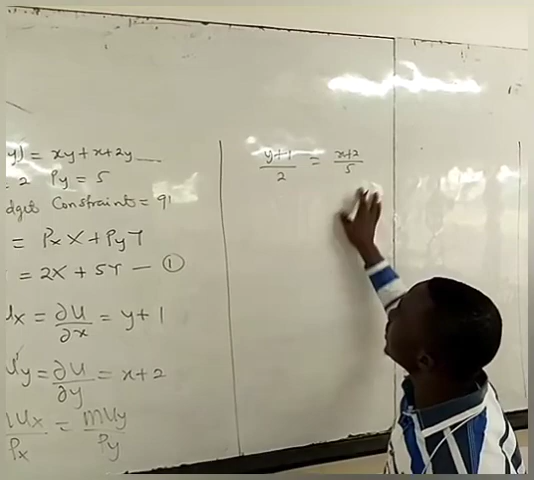 y) = xy + x + 2y
. 2 Py = 5
dget Constraint = 91
= PxX + PyY
= 2X + 5Y — ①
Ux = ∂U/∂x = y + 1
Uy = ∂U/∂y = x + 2
MUx/Px = MUy/Py
y+1/2 = x+2/5